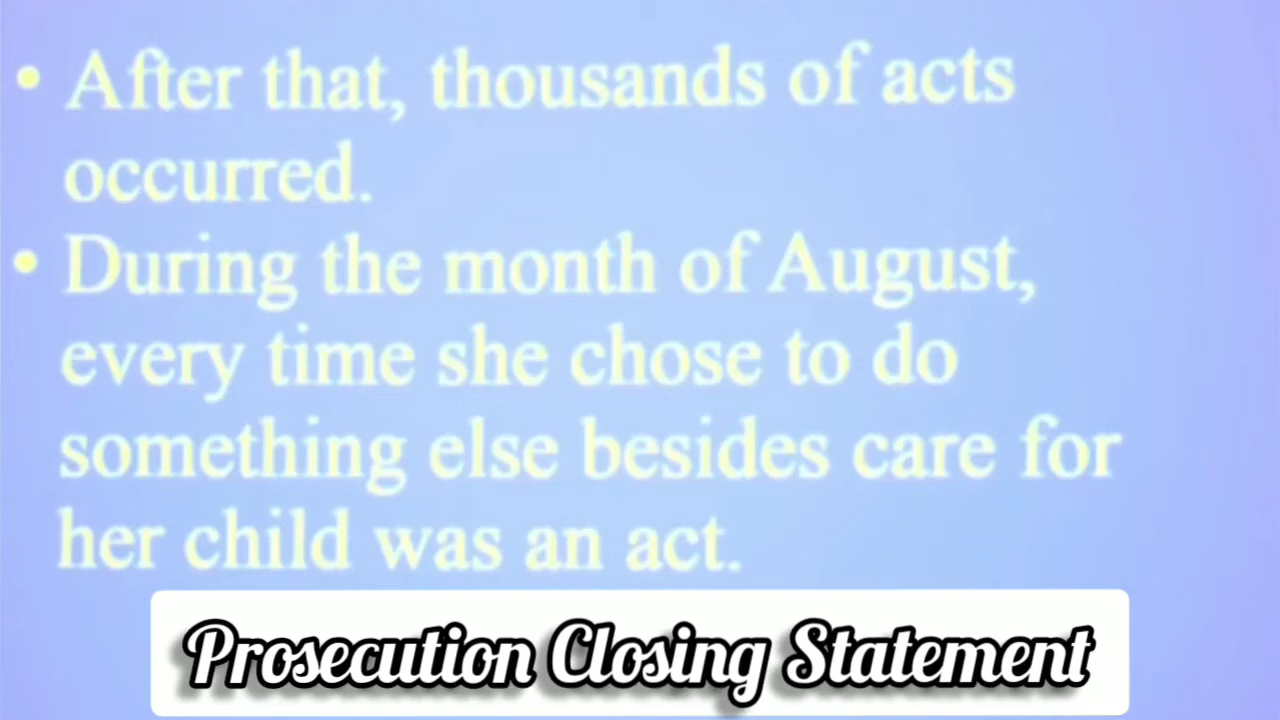 • After that, thousands of acts
occurred.
• During the month of August,
every time she chose to do
something else besides care for
her child was an act.
Prosecution Closing Statement